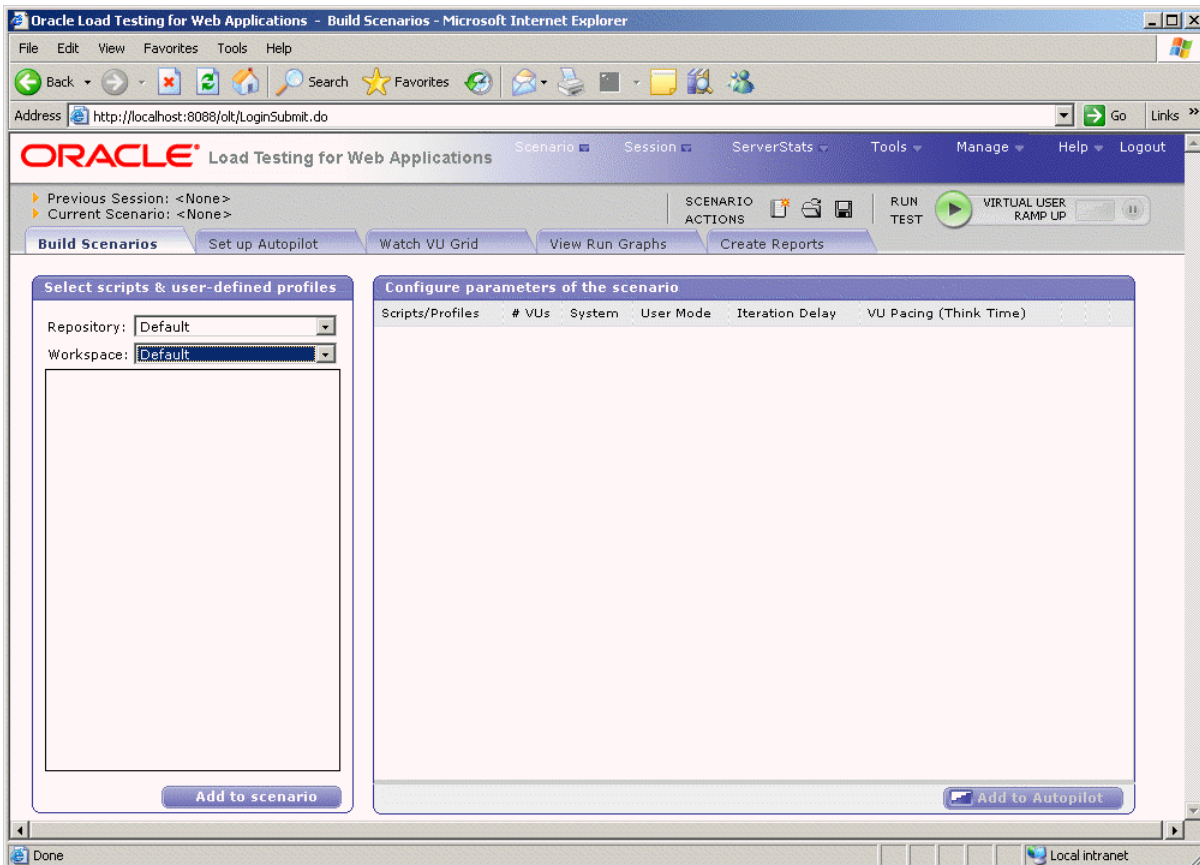 Oracle Load Testing for Web Applications - Build Scenarios - Microsoft Internet Explorer
File Edit View Favorites Tools Help
Back Search Favorites
Address http://localhost:8088/olt/LoginSubmit.do Go Links »
ORACLE Load Testing for Web Applications Scenario Session ServerStats Tools Manage Help Logout
Previous Session: <None>
Current Scenario: <None>
SCENARIO ACTIONS
RUN TEST
VIRTUAL USER RAMP UP
Build Scenarios Set up Autopilot Watch VU Grid View Run Graphs Create Reports
Select scripts & user-defined profiles
Repository: Default
Workspace: Default
Add to scenario
Configure parameters of the scenario
Scripts/Profiles # VUs System User Mode Iteration Delay VU Pacing (Think Time)
Add to Autopilot
Done Local intranet